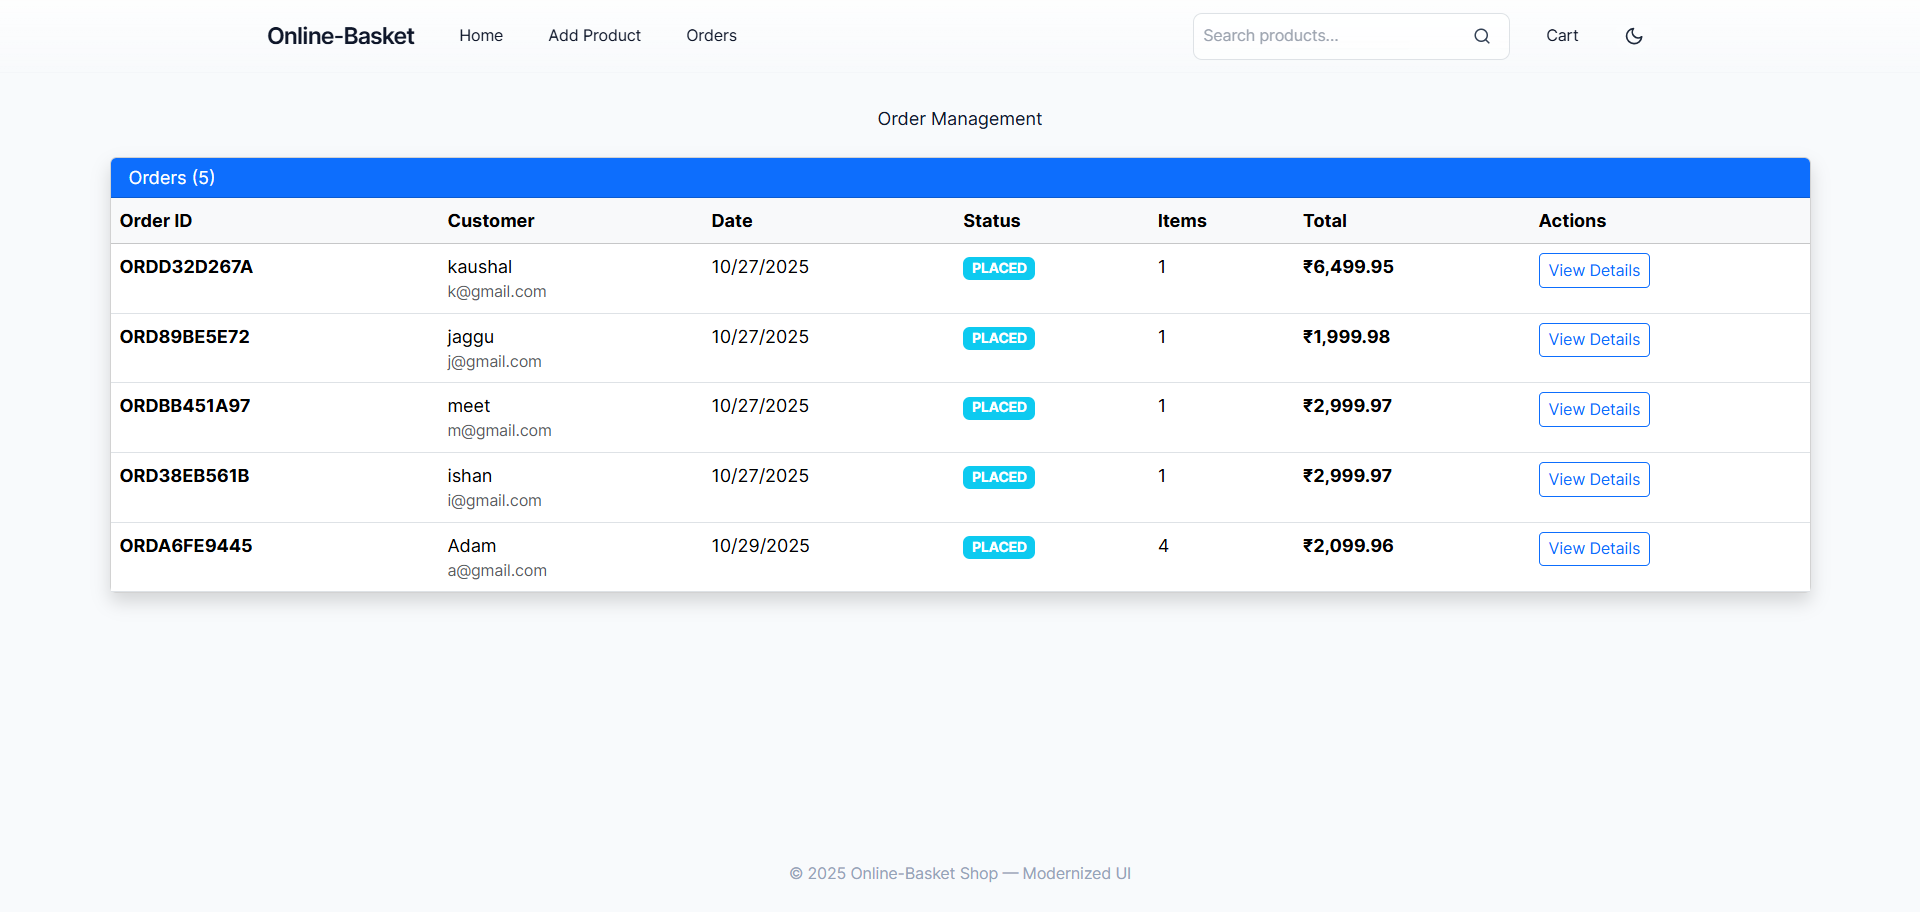 Online-Basket Home Add Product Orders Search products... Cart
Order Management
Orders (5)
Order ID Customer Date Status Items Total Actions
ORDD32D267A kaushal 10/27/2025 PLACED 1 ₹6,499.95 View Details
k@gmail.com
ORD89BE5E72 jaggu 10/27/2025 PLACED 1 ₹1,999.98 View Details
j@gmail.com
ORDBB451A97 meet 10/27/2025 PLACED 1 ₹2,999.97 View Details
m@gmail.com
ORD38EB561B ishan 10/27/2025 PLACED 1 ₹2,999.97 View Details
i@gmail.com
ORDA6FE9445 Adam 10/29/2025 PLACED 4 ₹2,099.96 View Details
a@gmail.com
© 2025 Online-Basket Shop — Modernized UI